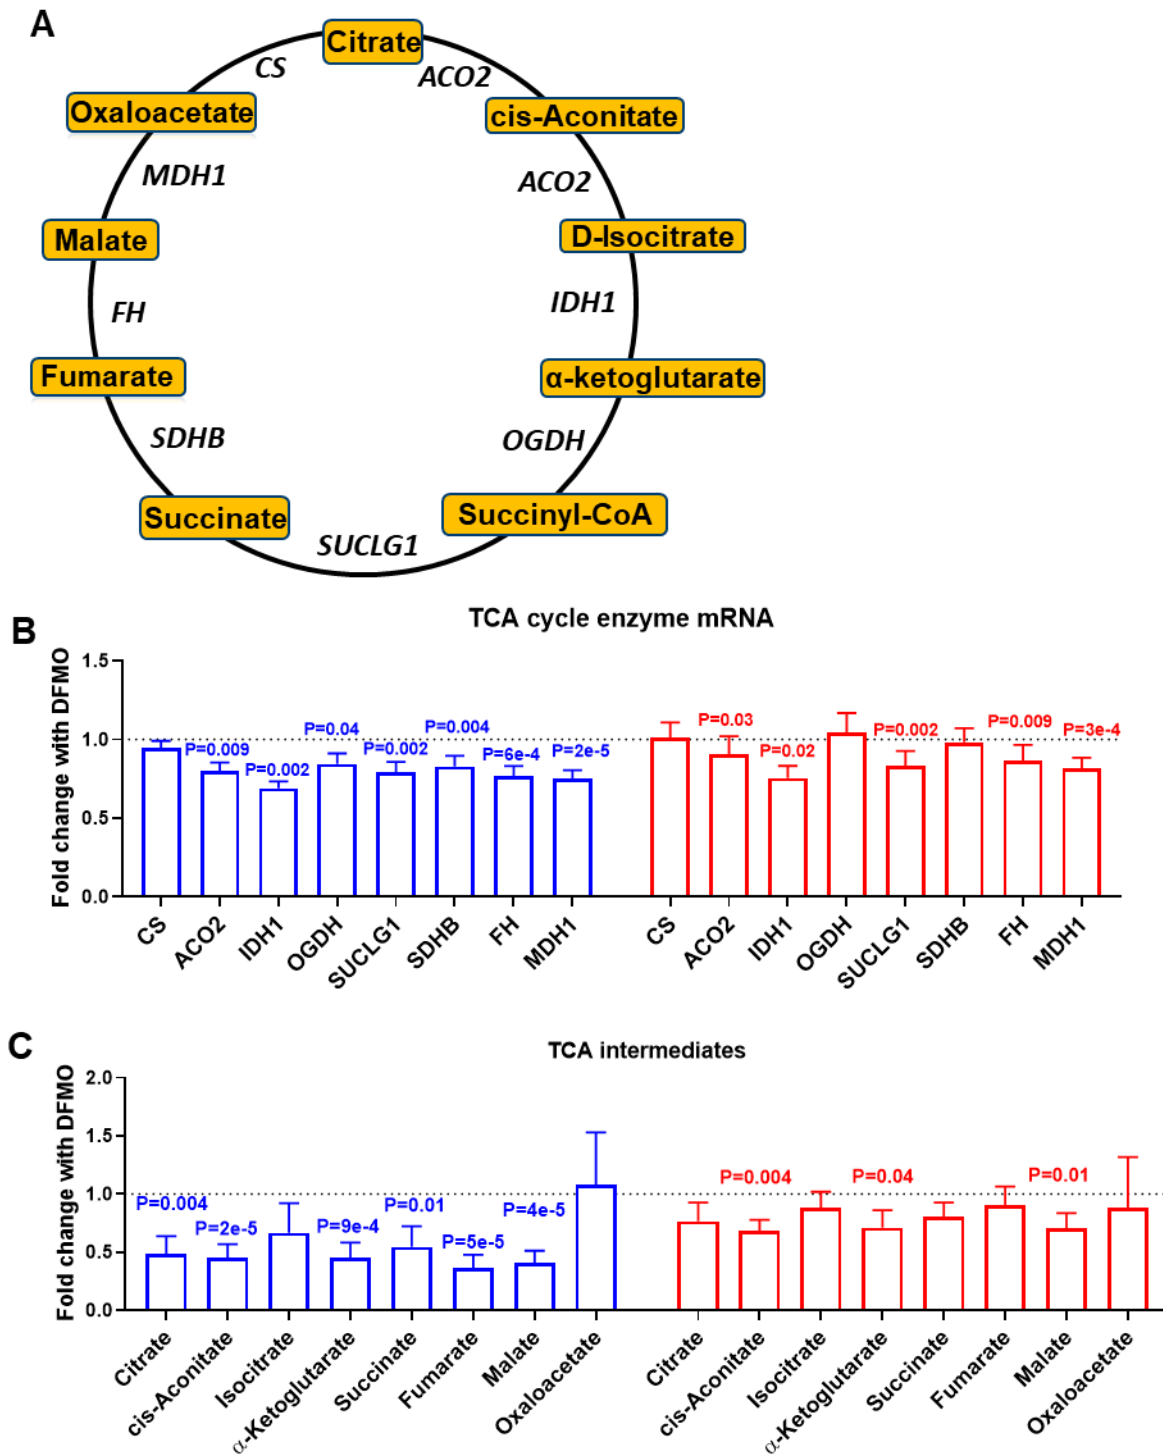 A
Citrate
CS
ACO2
Oxaloacetate
cis-Aconitate
MDH1
ACO2
Malate
D-Isocitrate
FH
IDH1
Fumarate
α-ketoglutarate
SDHB
OGDH
Succinate
Succinyl-CoA
SUCLG1
B
TCA cycle enzyme mRNA
Fold change with DFMO
1.5
1.0
0.5
0.0
P=0.009
P=0.002
P=0.04
P=0.002
P=0.004
P=6e-4
P=2e-5
P=0.03
P=0.02
P=0.002
P=0.009
P=3e-4
CS
ACO2
IDH1
OGDH
SUCLG1
SDHB
FH
MDH1
CS
ACO2
IDH1
OGDH
SUCLG1
SDHB
FH
MDH1
C
TCA intermediates
Fold change with DFMO
2.0
1.5
1.0
0.5
0.0
P=0.004
P=2e-5
P=9e-4
P=0.01
P=5e-5
P=4e-5
P=0.004
P=0.04
P=0.01
Citrate
cis-Aconitate
Isocitrate
α-Ketoglutarate
Succinate
Fumarate
Malate
Oxaloacetate
Citrate
cis-Aconitate
Isocitrate
α-Ketoglutarate
Succinate
Fumarate
Malate
Oxaloacetate